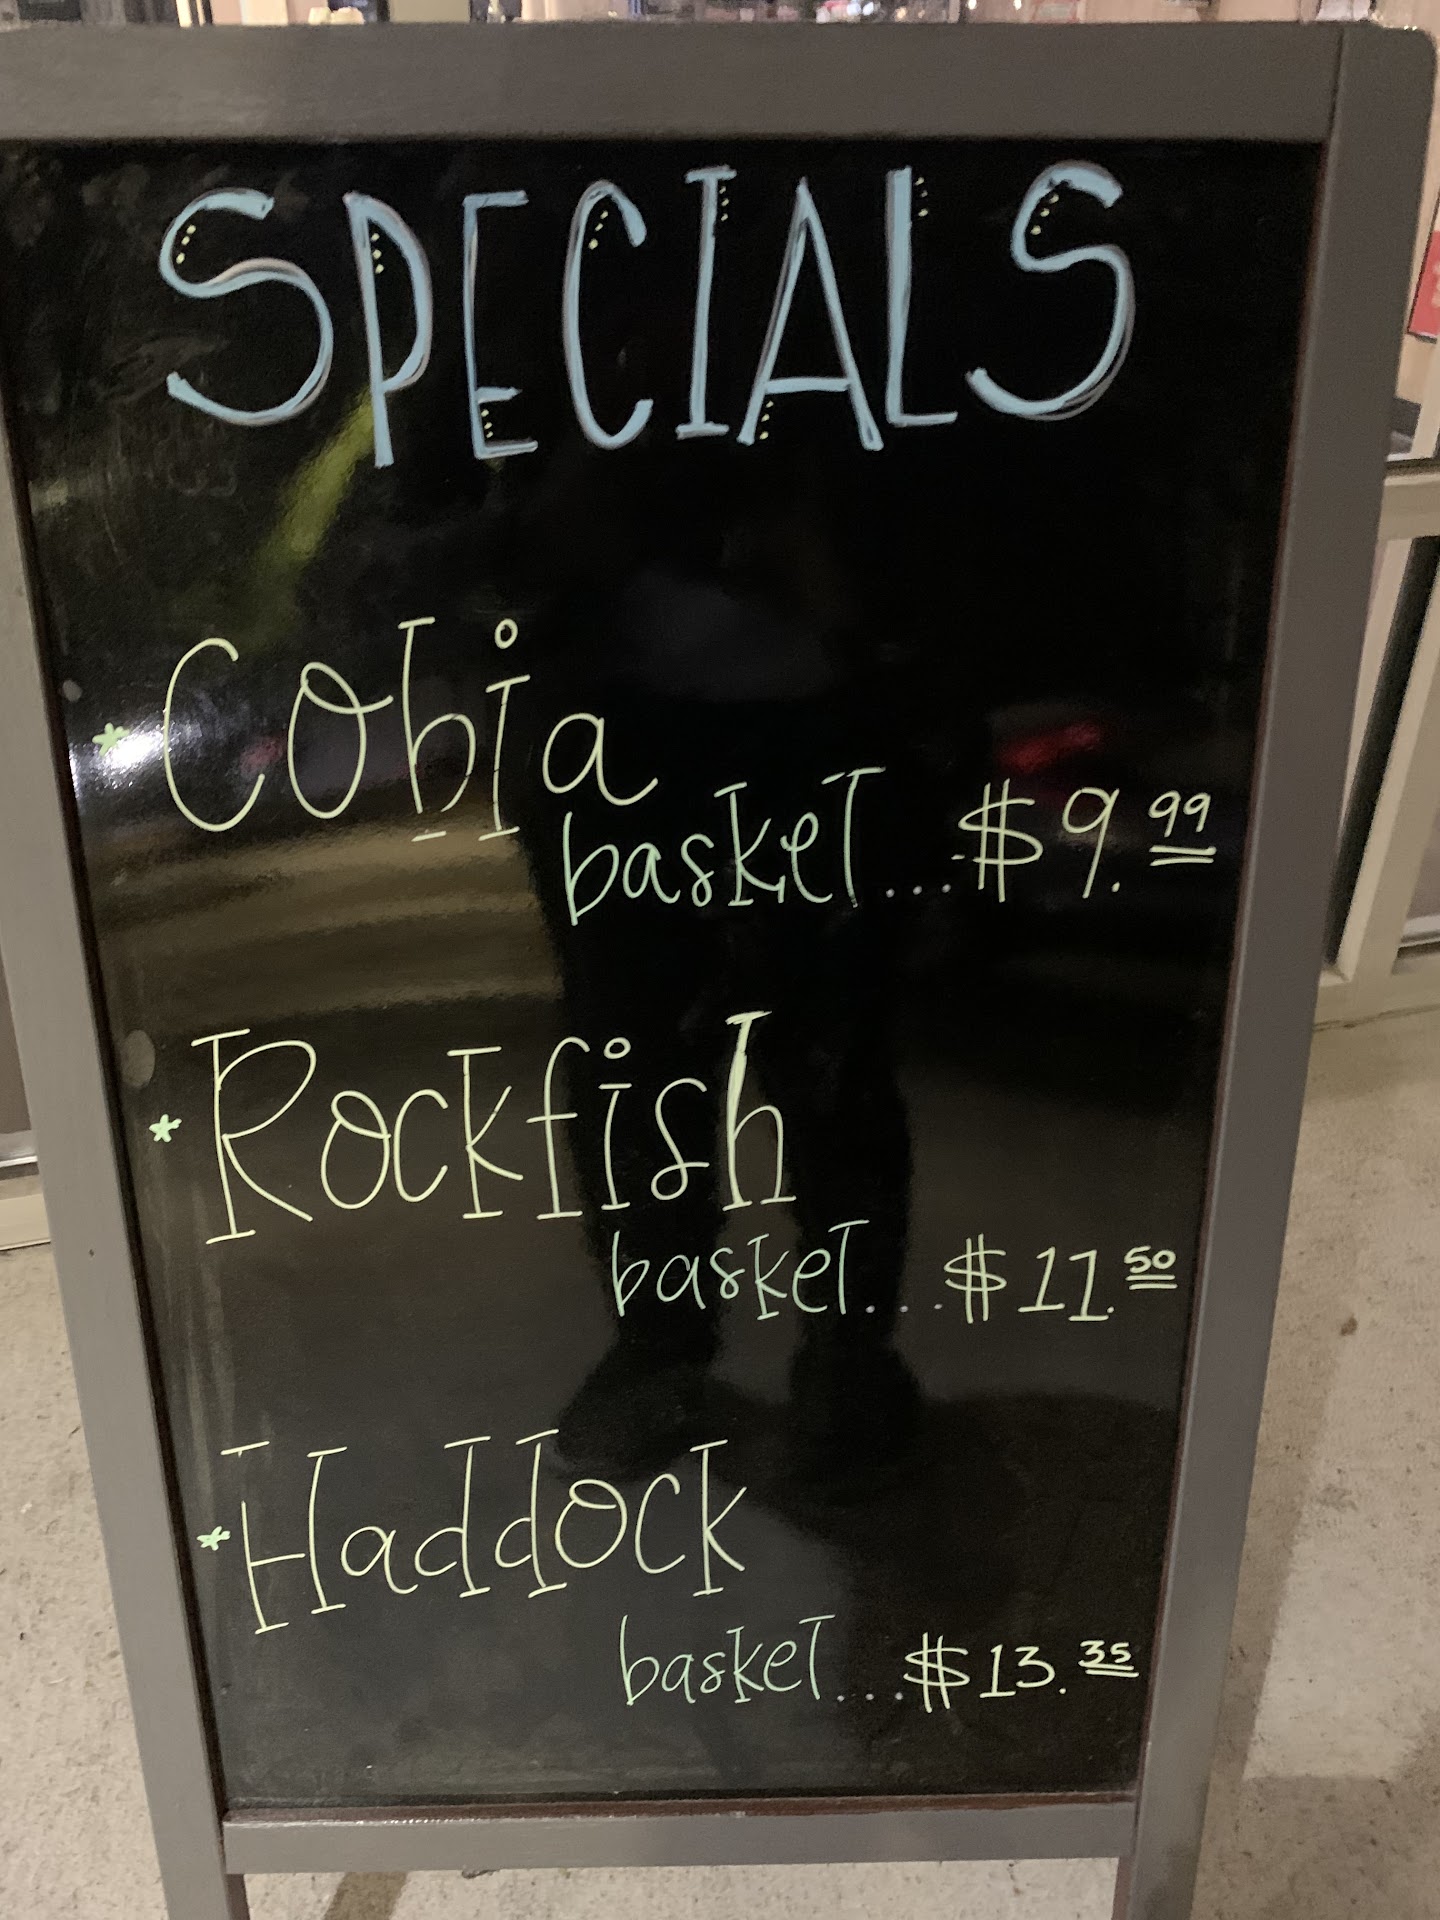 SPECIALS
* Cobia
basket....$9.99
* Rockfish
basket...$11.50
* Haddock
basket...$13.35